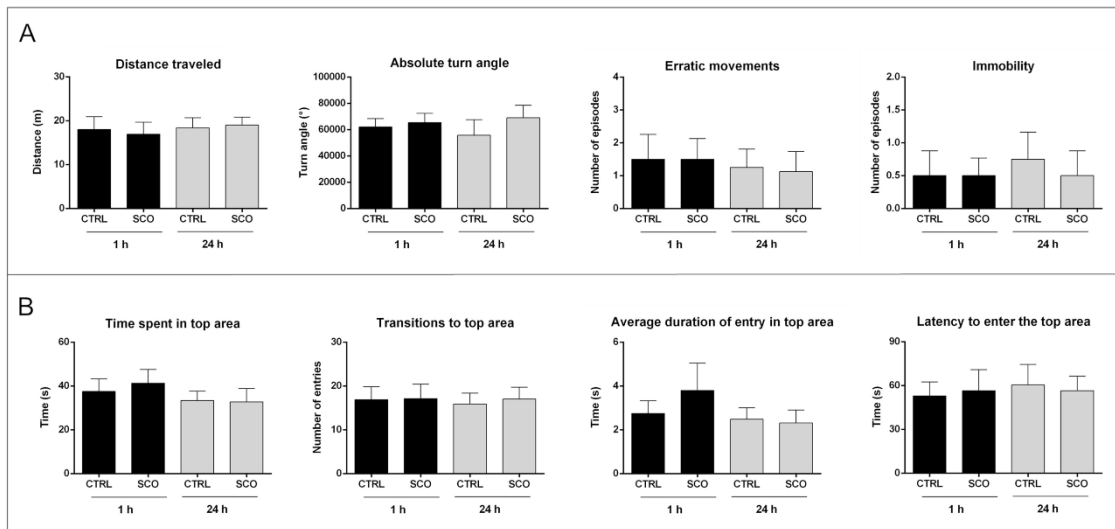 A
Distance traveled
Distance (m)
20
10
0
30
CTRL SCO CTRL SCO
1 h 24 h
Absolute turn angle
Turn angle (°)
100000
80000
60000
40000
20000
0
CTRL SCO CTRL SCO
1 h 24 h
Erratic movements
Number of episodes
4
3
2
1
0
CTRL SCO CTRL SCO
1 h 24 h
Immobility
Number of episodes
2.0
1.5
1.0
0.5
0.0
CTRL SCO CTRL SCO
1 h 24 h
B
Time spent in top area
Time (s)
60
40
20
0
CTRL SCO CTRL SCO
1 h 24 h
Transitions to top area
Number of entries
30
20
10
0
CTRL SCO CTRL SCO
1 h 24 h
Average duration of entry in top area
Time (s)
6
4
2
0
CTRL SCO CTRL SCO
1 h 24 h
Latency to enter the top area
Time (s)
90
60
30
0
CTRL SCO CTRL SCO
1 h 24 h